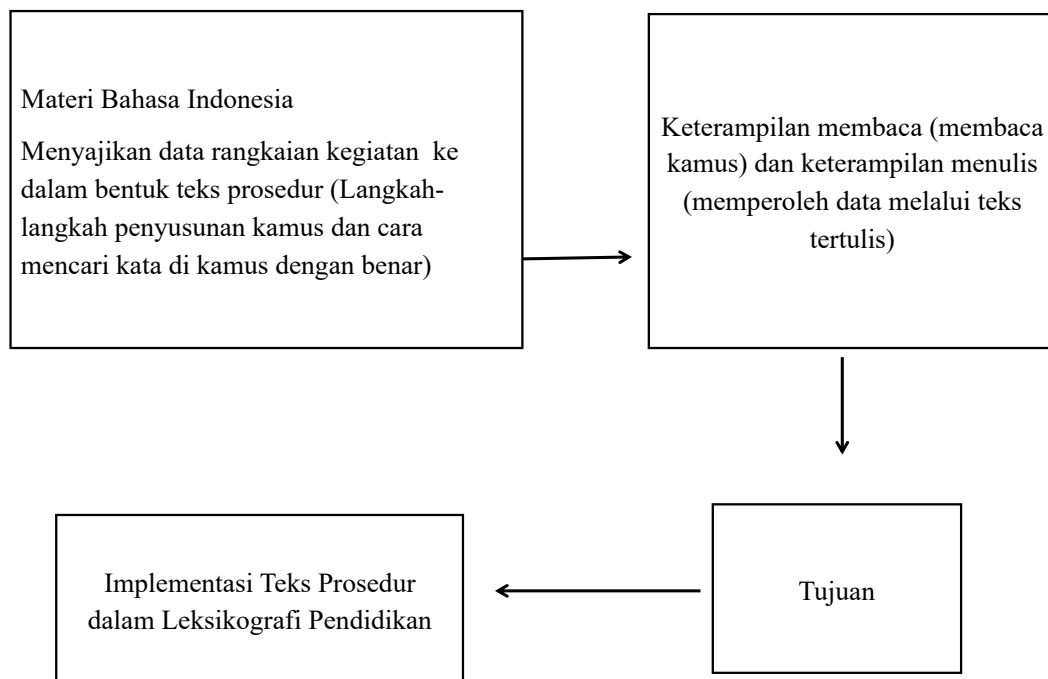 Materi Bahasa Indonesia
Menyajikan data rangkaian kegiatan ke
dalam bentuk teks prosedur (Langkah-
langkah penyusunan kamus dan cara
mencari kata di kamus dengan benar)
Keterampilan membaca (membaca
kamus) dan keterampilan menulis
(memperoleh data melalui teks
tertulis)
Tujuan
Implementasi Teks Prosedur
dalam Leksikografi Pendidikan